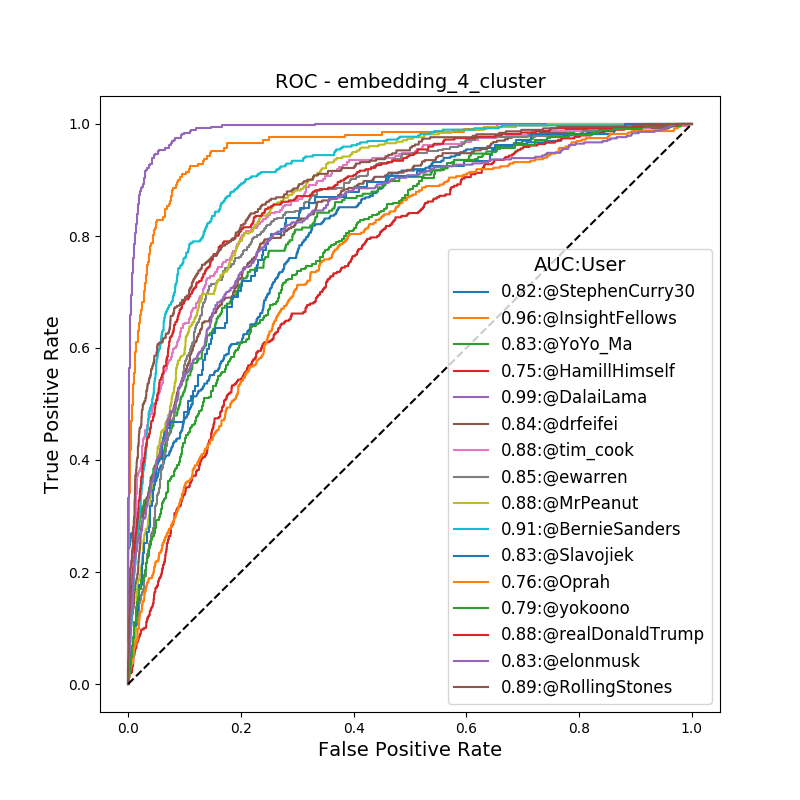 ROC - embedding_4_cluster
1.0
0.8
0.6
0.4
0.2
0.0
True Positive Rate
AUC:User
0.82:@StephenCurry30
0.96:@InsightFellows
0.83:@YoYo_Ma
0.75:@HamillHimself
0.99:@DalaiLama
0.84:@drfeifei
0.88:@tim_cook
0.85:@ewarren
0.88:@MrPeanut
0.91:@BernieSanders
0.83:@Slavojiek
0.76:@Oprah
0.79:@yokoono
0.88:@realDonaldTrump
0.83:@elonmusk
0.89:@RollingStones
0.0 0.2 0.4 0.6 0.8 1.0
False Positive Rate